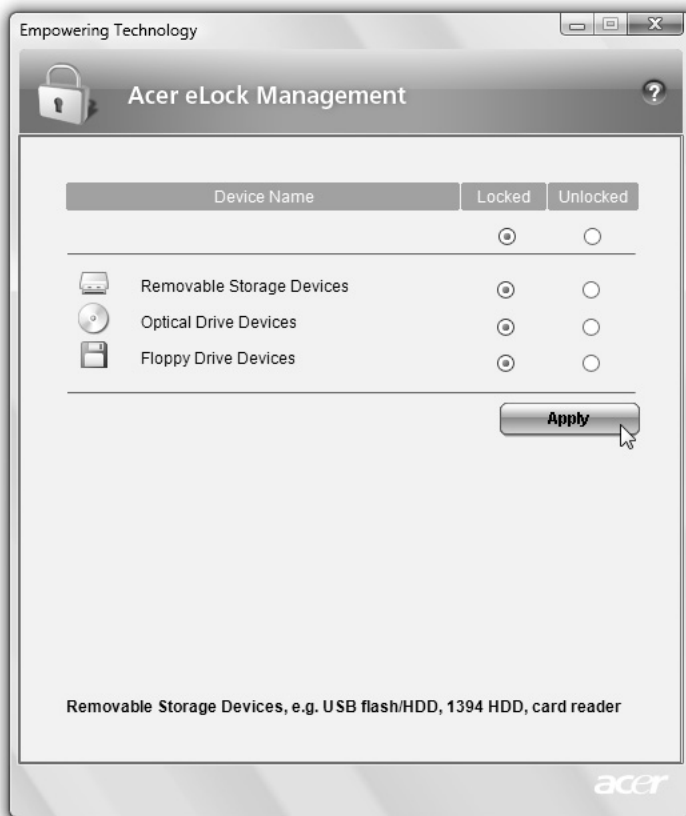 Empowering Technology
Acer eLock Management
?
Device Name Locked Unlocked
Removable Storage Devices
Optical Drive Devices
Floppy Drive Devices
Apply
Removable Storage Devices, e.g. USB flash/HDD, 1394 HDD, card reader
acer